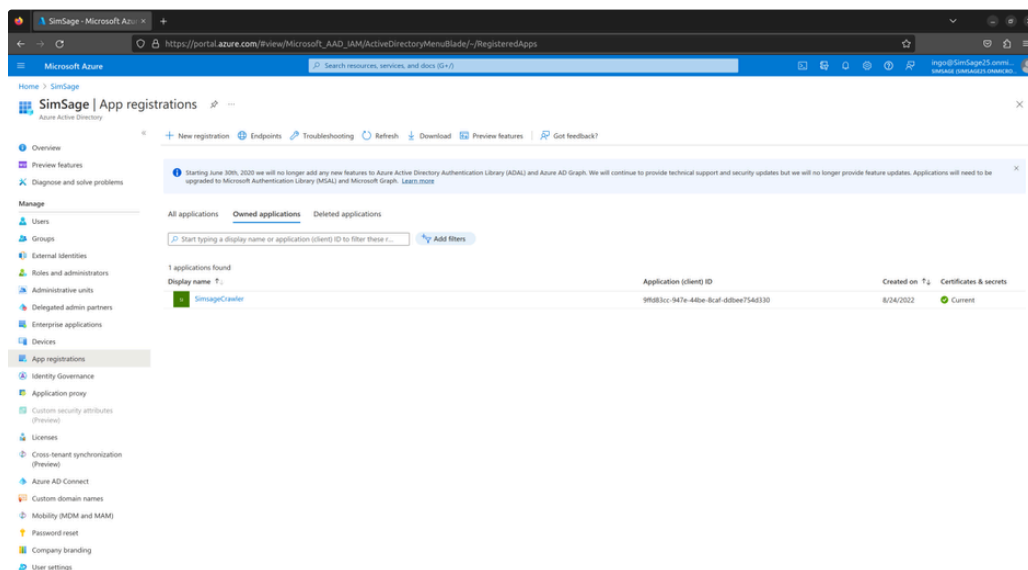 SimSage - Microsoft Azu
https://portal.azure.com/#view/Microsoft_AAD_IAM/ActiveDirectoryMenuBlade/~/RegisteredApps
Microsoft Azure
Search resources, services, and docs (G+/)
ingo@SimSage25.onmi...
SIMSAGE (SIMSAGE25.ONMICRO...
Home > SimSage
SimSage | App registrations
Azure Active Directory
New registration Endpoints Troubleshooting Refresh Download Preview features Got feedback?
Overview
Preview features
Diagnose and solve problems
Manage
Users
Groups
External Identities
Roles and administrators
Administrative units
Delegated admin partners
Enterprise applications
Devices
App registrations
Identity Governance
Application proxy
Custom security attributes
(Preview)
Licenses
Cross-tenant synchronization
(Preview)
Azure AD Connect
Custom domain names
Mobility (MDM and MAM)
Password reset
Company branding
User settings
Starting June 30th, 2020 we will no longer add any new features to Azure Active Directory Authentication Library (ADAL) and Azure AD Graph. We will continue to provide technical support and security updates but we will no longer provide feature updates. Applications will need to be
upgraded to Microsoft Authentication Library (MSAL) and Microsoft Graph. Learn more
All applications Owned applications Deleted applications
Start typing a display name or application (client) ID to filter these r...
Add filters
1 applications found
Display name Application (client) ID Created on Certificates & secrets
SimsageCrawler 9ffd83cc-947e-44be-8caf-ddbee754d330 8/24/2022 Current